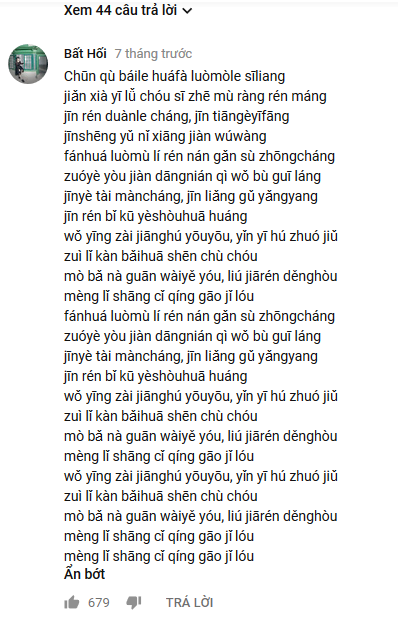 Xem 44 câu trả lời
Bất Hối 7 tháng trước
Chūn qù báile huáfà luòmòle sīliang
jiǎn xià yī lǚ chóu sī zhē mù ràng rén máng
jīn rén duànle cháng, jīn tiāngèyīfāng
jīnshēng yǔ nǐ xiāng jiàn wúwàng
fánhuá luòmù lí rén nán gǎn sù zhōngcháng
zuóyè yòu jiàn dāngnián qì wǒ bù guī láng
jīnyè tài màncháng, jīn liǎng gǔ yǎngyang
jīn rén bǐ kū yèshòuhuā huáng
wǒ yīng zài jiānghú yōuyōu, yǐn yī hú zhuó jiǔ
zuì lǐ kàn bǎihuā shēn chù chóu
mò bǎ nà guān wàiyě yóu, liú jiārén děnghòu
mèng lǐ shāng cǐ qíng gāo jǐ lóu
fánhuá luòmù lí rén nán gǎn sù zhōngcháng
zuóyè yòu jiàn dāngnián qì wǒ bù guī láng
jīnyè tài màncháng, jīn liǎng gǔ yǎngyang
jīn rén bǐ kū yèshòuhuā huáng
wǒ yīng zài jiānghú yōuyōu, yǐn yī hú zhuó jiǔ
zuì lǐ kàn bǎihuā shēn chù chóu
mò bǎ nà guān wàiyě yóu, liú jiārén děnghòu
mèng lǐ shāng cǐ qíng gāo jǐ lóu
wǒ yīng zài jiānghú yōuyōu, yǐn yī hú zhuó jiǔ
zuì lǐ kàn bǎihuā shēn chù chóu
mò bǎ nà guān wàiyě yóu, liú jiārén děnghòu
mèng lǐ shāng cǐ qíng gāo jǐ lóu
mèng lǐ shāng cǐ qíng gāo jǐ lóu
Ẩn bớt
679 TRẢ LỜI